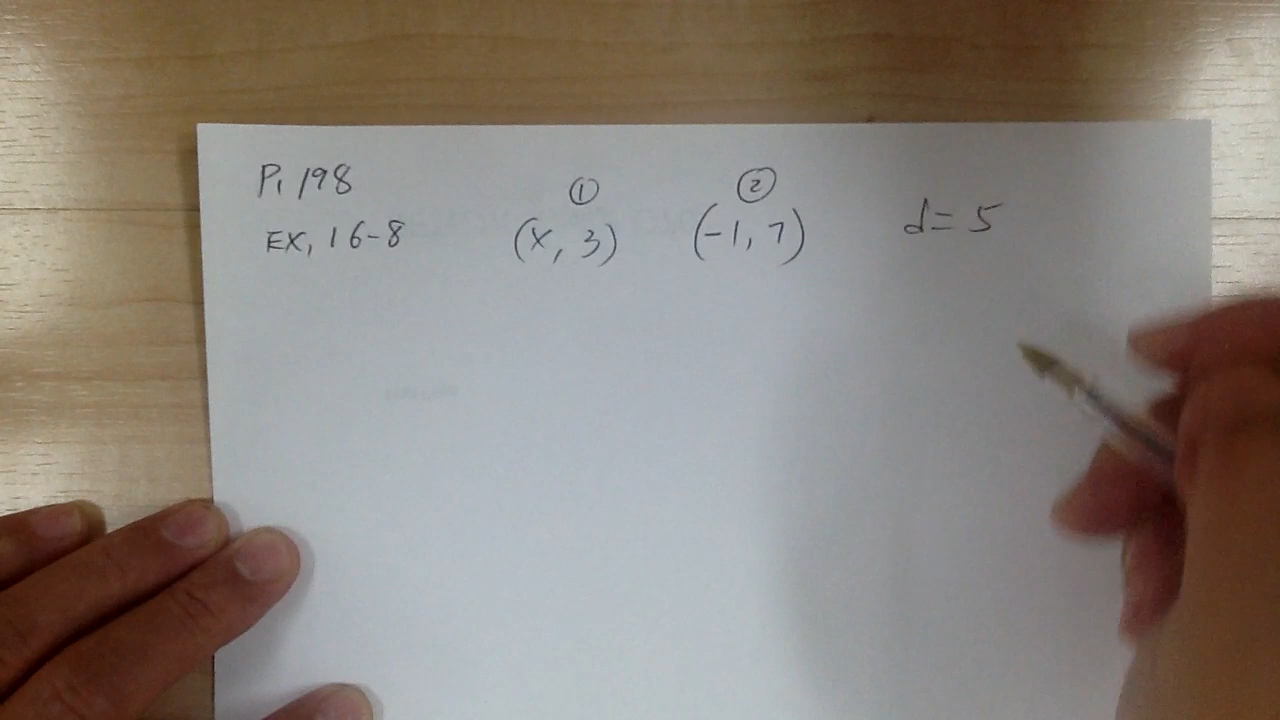 P, 198
EX, 16-8 (x, 3) (-1, 7) d= 5
① ②